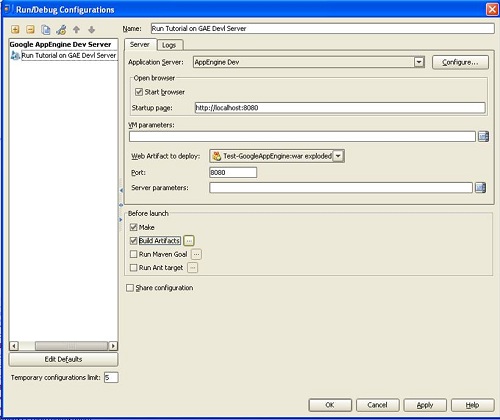 Run/Debug Configurations
Name: Run Tutorial on GAE Devl Server
Google AppEngine Dev Server
Run Tutorial on GAE Devl Server
Server Logs
Application Server: AppEngine Dev Configure...
Open browser
Start browser
Startup page: http://localhost:8080
VM parameters:
Web Artifact to deploy: Test-GoogleAppEngine:war exploded
Port: 8080
Server parameters:
Before launch
Make
Build Artifacts ...
Run Maven Goal ...
Run Ant target ...
Share configuration
Edit Defaults
Temporary configurations limit: 5
OK Cancel Apply Help